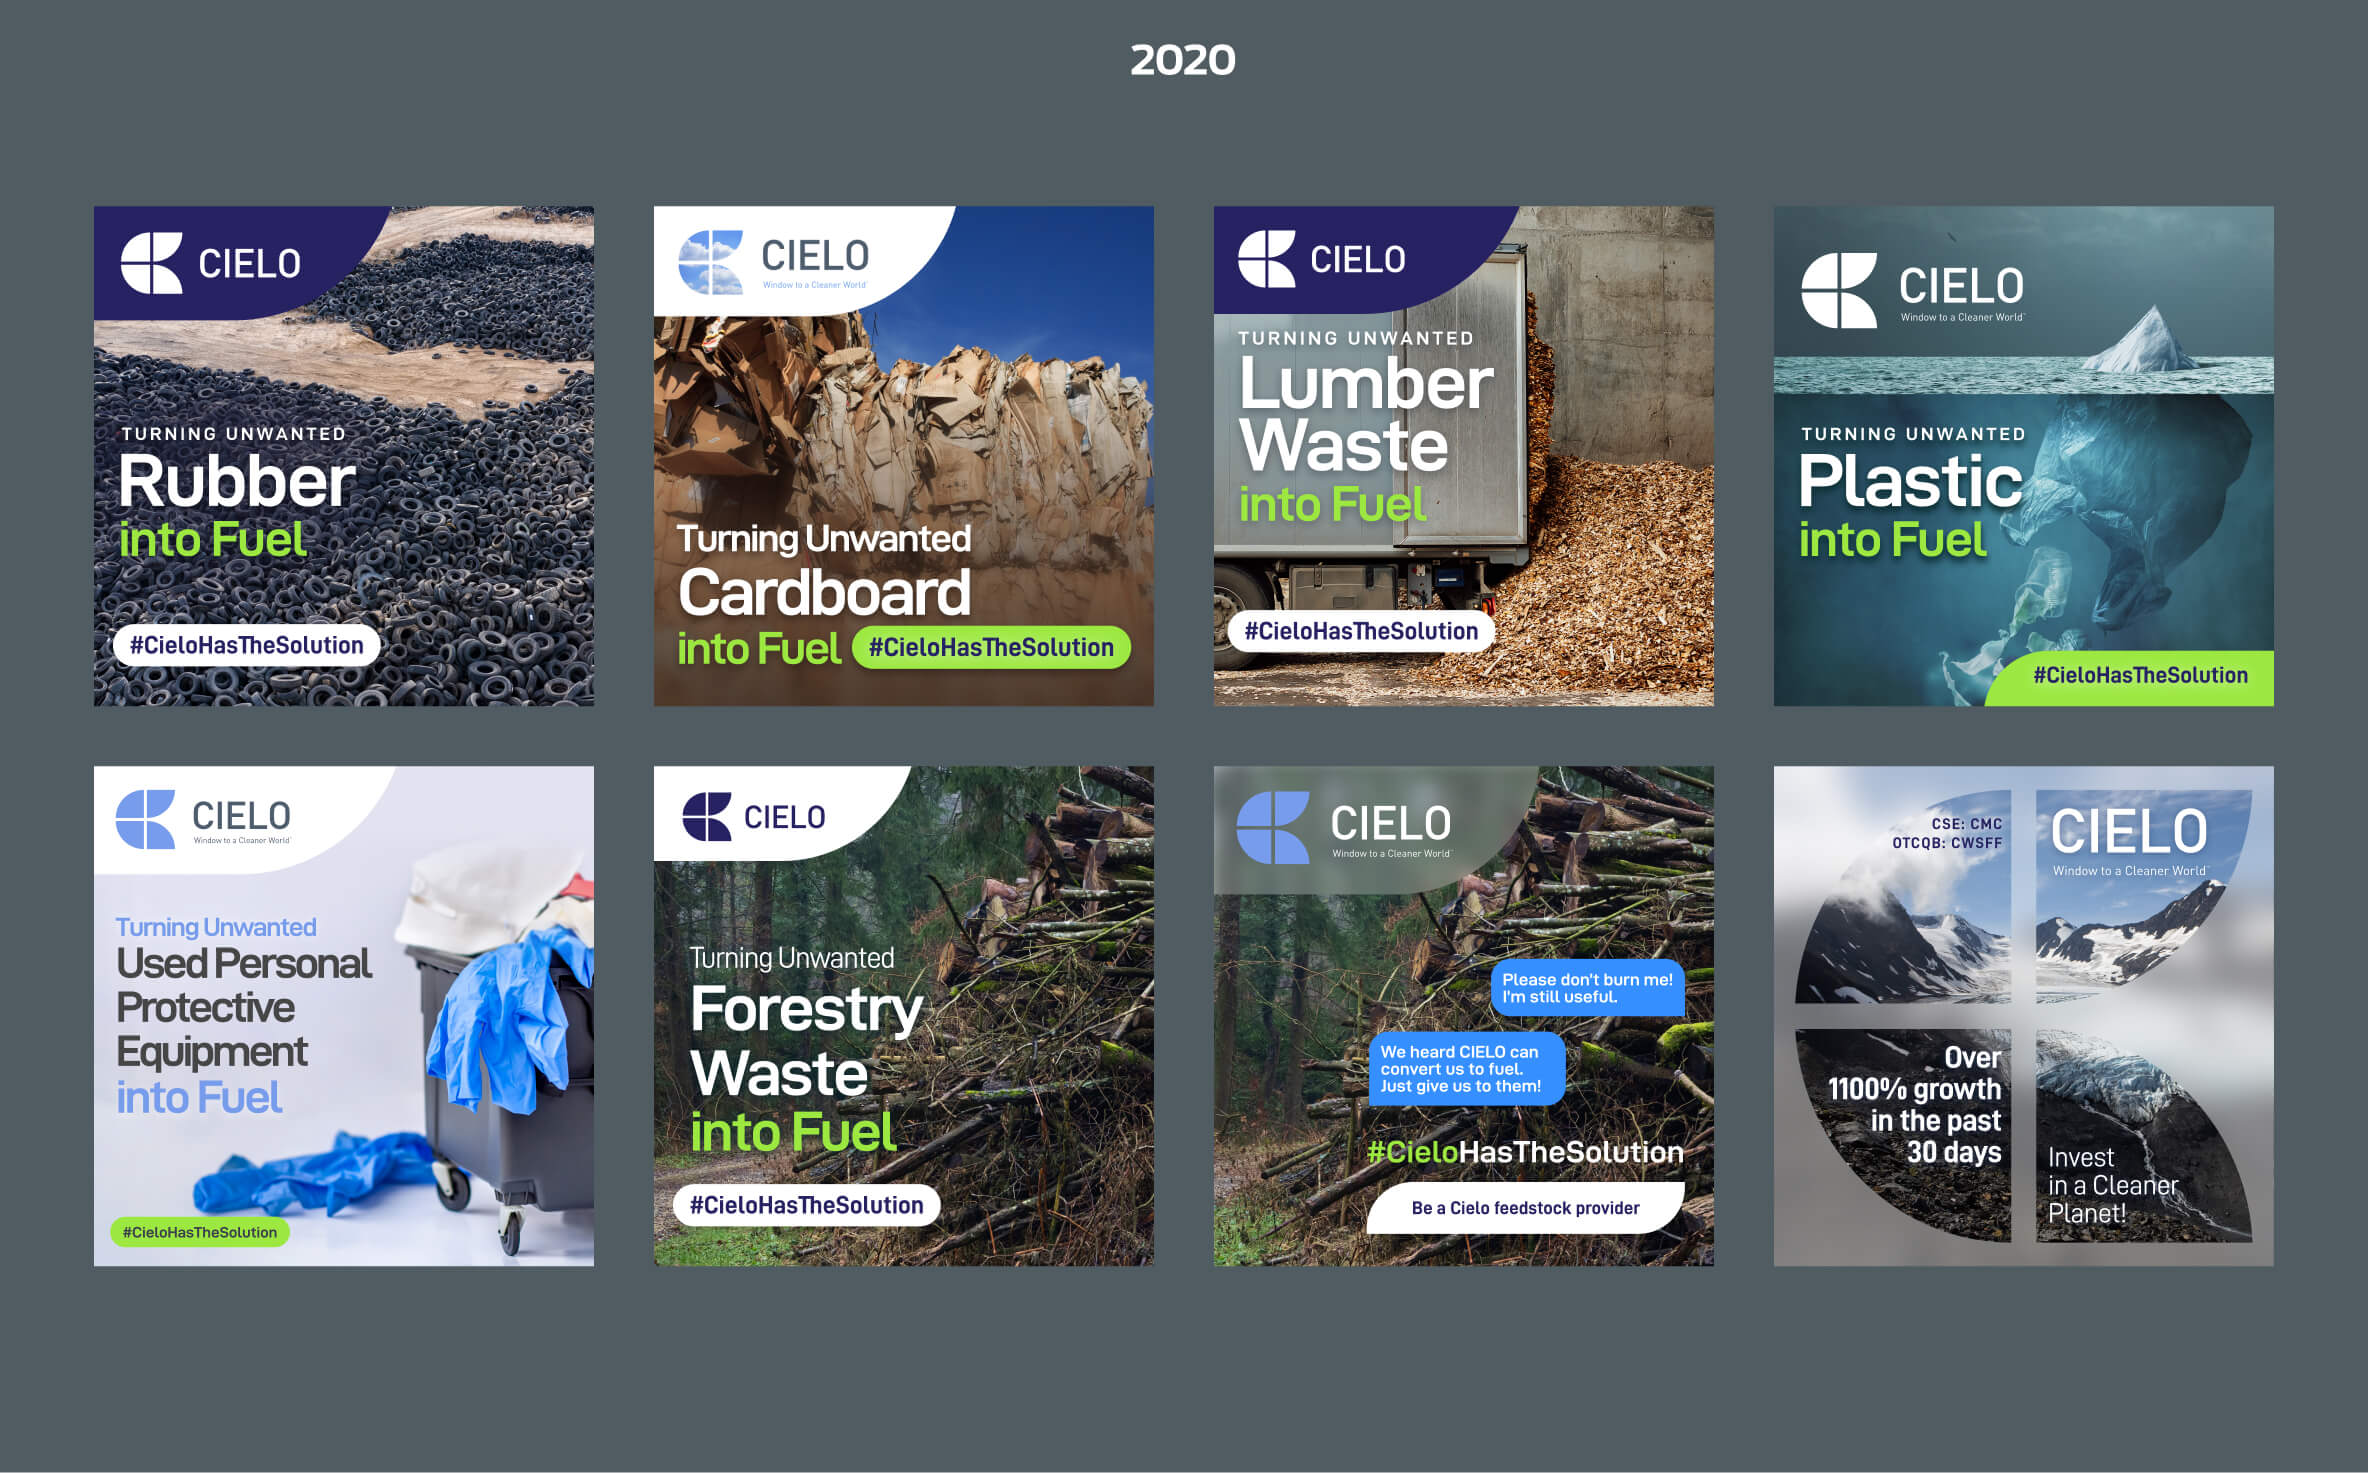 2020
CIELO
TURNING UNWANTED
Rubber
into Fuel
#CieloHasTheSolution
CIELO
Window to a Cleaner World
Turning Unwanted
Cardboard
into Fuel #CieloHasTheSolution
CIELO
TURNING UNWANTED
Lumber
Waste
into Fuel
#CieloHasTheSolution
CIELO
Window to a Cleaner World
TURNING UNWANTED
Plastic
into Fuel
#CieloHasTheSolution
CIELO
Window to a Cleaner World
Turning Unwanted
Used Personal
Protective
Equipment
into Fuel
#CieloHasTheSolution
CIELO
Turning Unwanted
Forestry
Waste
into Fuel
#CieloHasTheSolution
CIELO
Window to a Cleaner World
Please don't burn me!
I'm still useful.
We heard CIELO can
convert us to fuel.
Just give us to them!
#CieloHasTheSolution
Be a Cielo feedstock provider
CSE: CMC
OTCQB: CWSFF
CIELO
Window to a Cleaner World
Over
1100% growth
in the past
30 days
Invest
in a Cleaner
Planet!